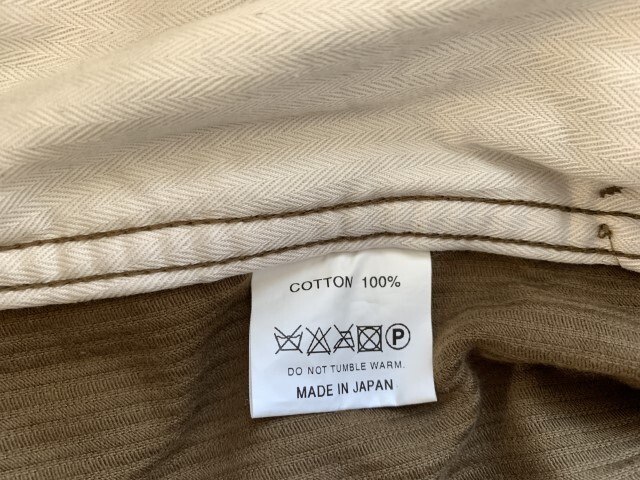 COTTON 100%
P
DO NOT TUMBLE WARM.
MADE IN JAPAN